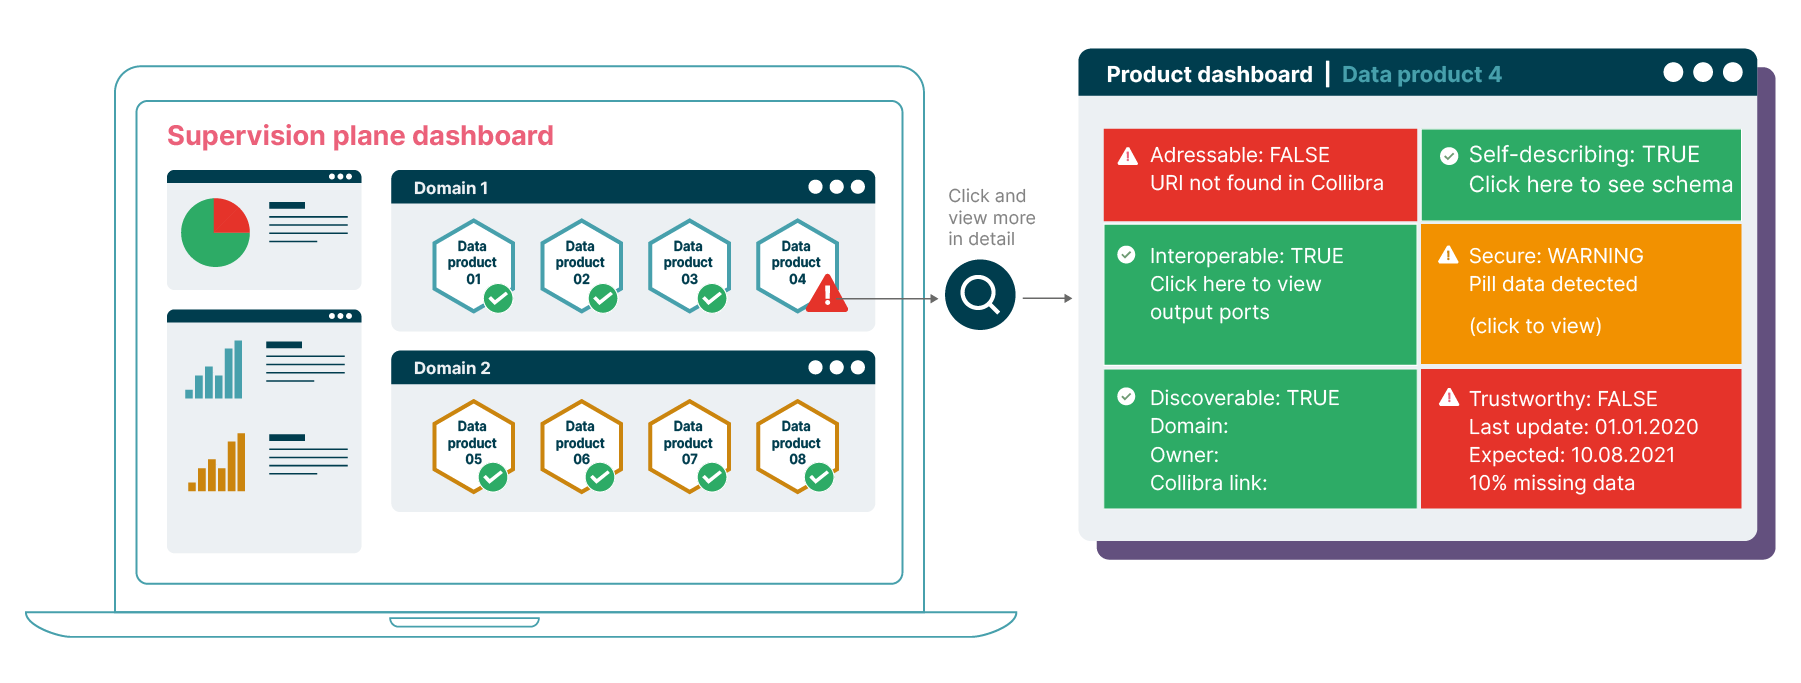 Supervision plane dashboard
Domain 1
Data
product
01
Data
product
02
Data
product
03
Data
product
04
Domain 2
Data
product
05
Data
product
06
Data
product
07
Data
product
08
Click and
view more
in detail
Product dashboard | Data product 4
Adressable: FALSE
URI not found in Collibra
Self-describing: TRUE
Click here to see schema
Interoperable: TRUE
Click here to view
output ports
Secure: WARNING
Pill data detected
(click to view)
Discoverable: TRUE
Domain:
Owner:
Collibra link:
Trustworthy: FALSE
Last update: 01.01.2020
Expected: 10.08.2021
10% missing data